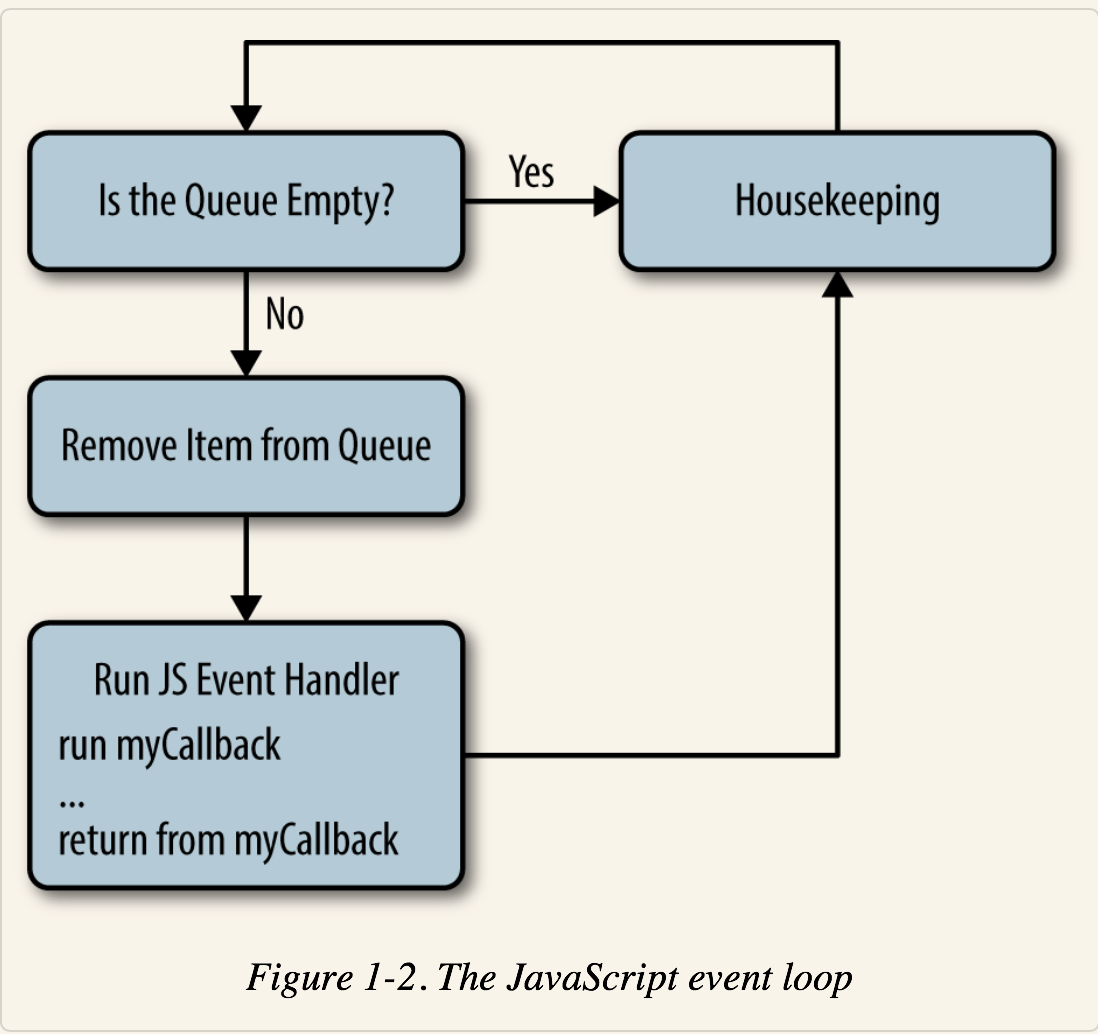 Is the Queue Empty?
Yes
Housekeeping
No
Remove Item from Queue
Run JS Event Handler
run myCallback
...
return from myCallback
Figure 1-2. The JavaScript event loop